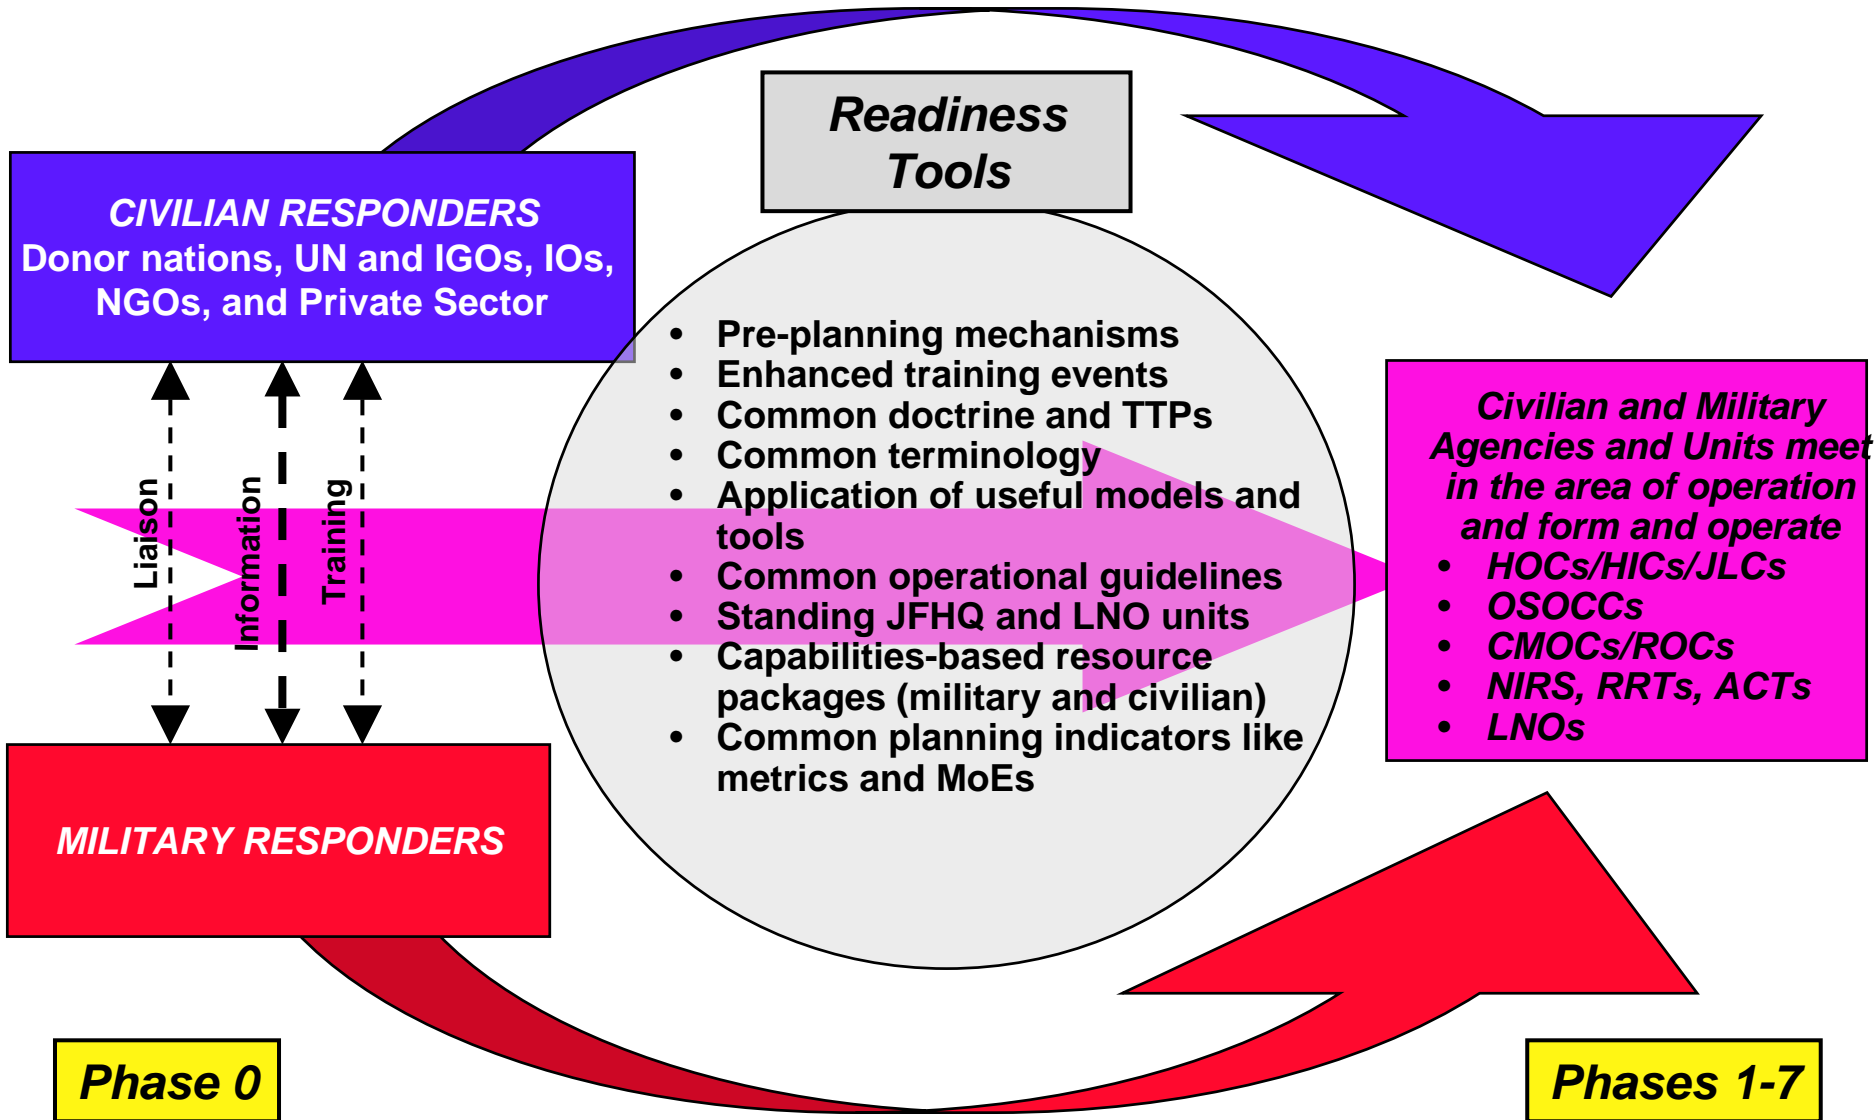 Readiness
Tools
CIVILIAN RESPONDERS
Donor nations, UN and IGOs, IOs,
NGOs, and Private Sector
Liaison
Information
Training
MILITARY RESPONDERS
• Pre-planning mechanisms
• Enhanced training events
• Common doctrine and TTPs
• Common terminology
• Application of useful models and
tools
• Common operational guidelines
• Standing JFHQ and LNO units
• Capabilities-based resource
packages (military and civilian)
• Common planning indicators like
metrics and MoEs
Civilian and Military
Agencies and Units meet
in the area of operation
and form and operate
• HOCs/HICs/JLCs
• OSOCCs
• CMOCs/ROCs
• NIRS, RRTs, ACTs
• LNOs
Phase 0
Phases 1-7